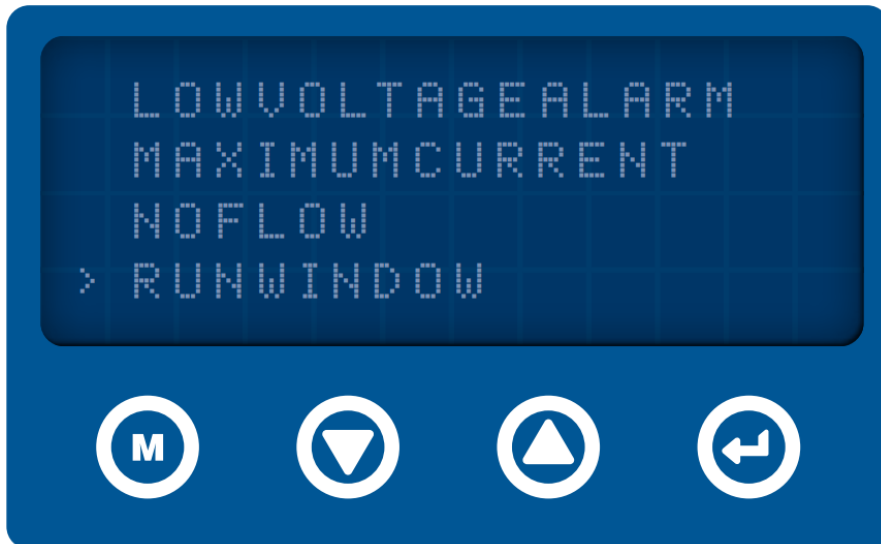 LOWVOLTAGEALARM
MAXIMUMCURRENT
NOFLOW
> RUNWINDOW
M